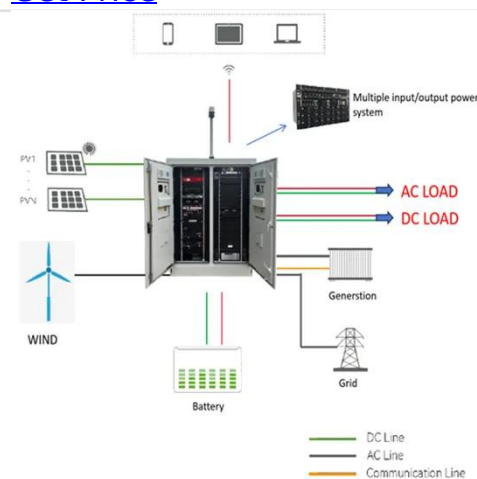 Multiple input/output power
system
PV1
PVN
AC LOAD
DC LOAD
WIND
Generstion
Battery
Grid
DC Line
AC Line
Communication Line